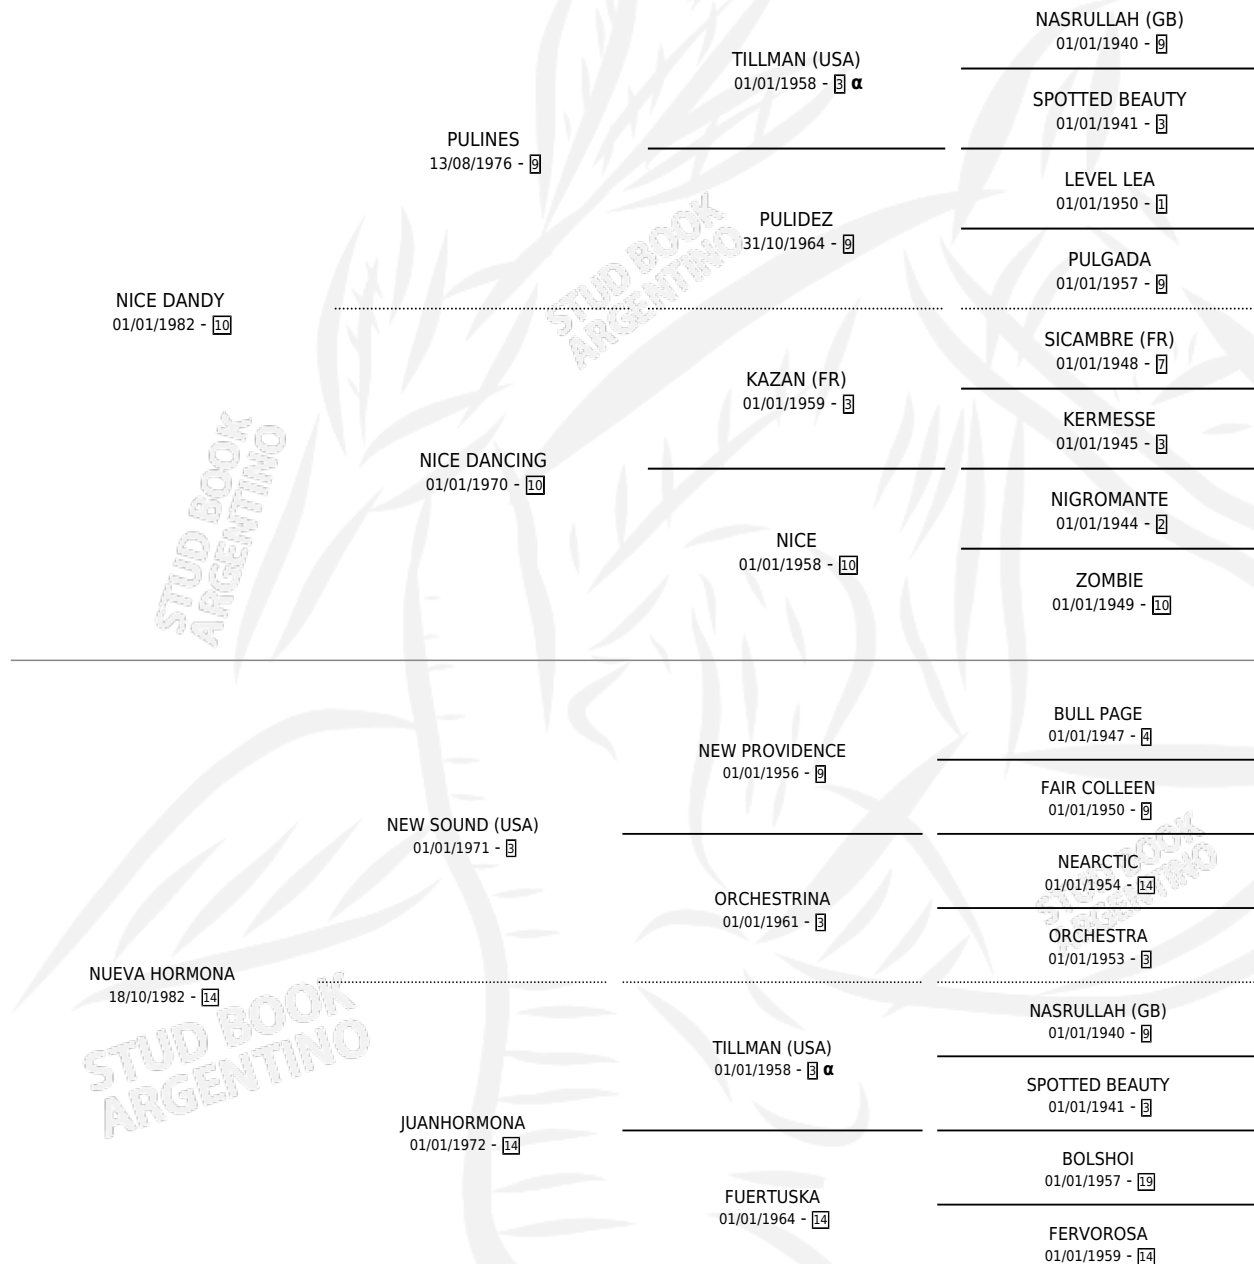 NASRULLAH (GB)
01/01/1940 - 9
TILLMAN (USA)
01/01/1958 - 3 α
SPOTTED BEAUTY
01/01/1941 - 3
PULINES
13/08/1976 - 9
LEVEL LEA
01/01/1950 - 1
PULIDEZ
31/10/1964 - 9
PULGADA
01/01/1957 - 9
NICE DANDY
01/01/1982 - 10
STUD BOOK
ARGENTINO
SICAMBRE (FR)
01/01/1948 - 7
KAZAN (FR)
01/01/1959 - 3
KERMESSE
01/01/1945 - 3
NICE DANCING
01/01/1970 - 10
NIGROMANTE
01/01/1944 - 2
NICE
01/01/1958 - 10
ZOMBIE
01/01/1949 - 10
STUD BOOK
ARGENTINO
BULL PAGE
01/01/1947 - 4
NEW PROVIDENCE
01/01/1956 - 9
FAIR COLLEEN
01/01/1950 - 9
NEW SOUND (USA)
01/01/1971 - 3
NEARCTIC
01/01/1954 - 14
ORCHESTRINA
01/01/1961 - 3
STUD BOOK
ARGENTINO
ORCHESTRA
01/01/1953 - 3
NUEVA HORMONA
18/10/1982 - 14
STUD BOOK
ARGENTINO
NASRULLAH (GB)
01/01/1940 - 9
TILLMAN (USA)
01/01/1958 - 3 α
SPOTTED BEAUTY
01/01/1941 - 3
JUANHORMONA
01/01/1972 - 14
BOLSHOI
01/01/1957 - 19
FUERTUSKA
01/01/1964 - 14
FERVOROSA
01/01/1959 - 14